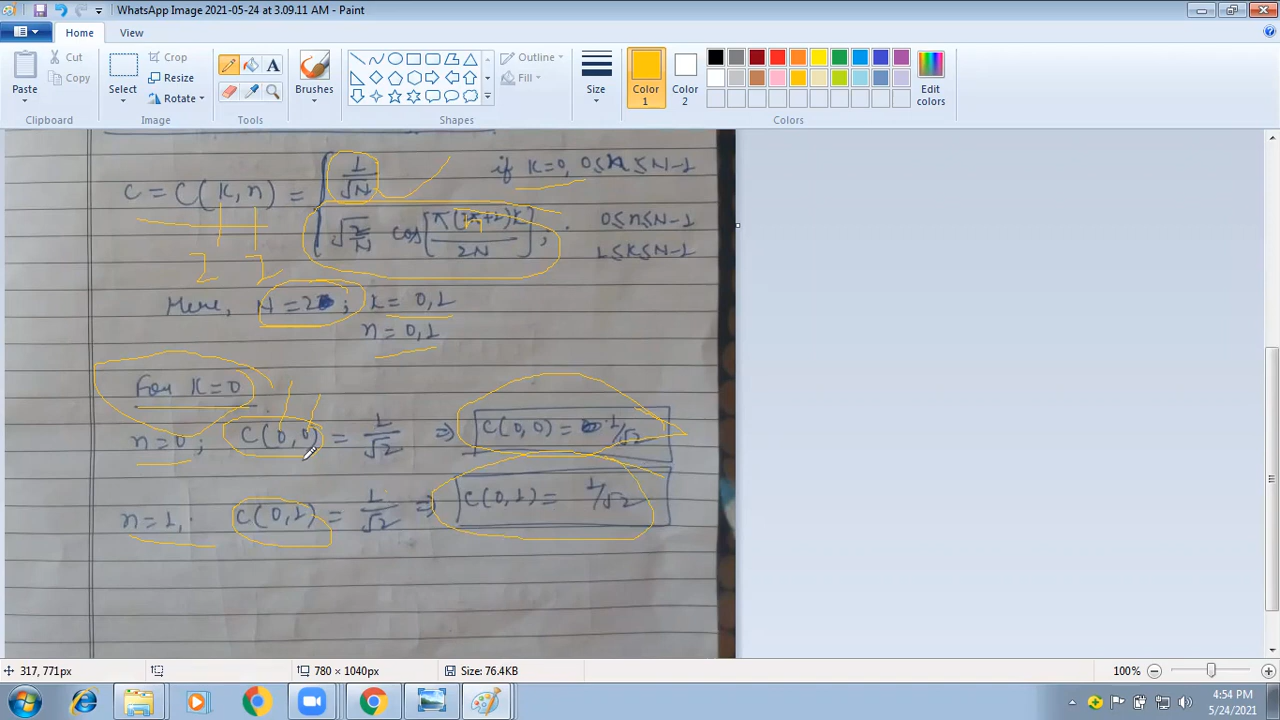 WhatsApp Image 2021-05-24 at 3.09.11 AM - Paint
Home View
Paste
Cut
Copy
Clipboard
Select
Crop
Resize
Rotate
Image
Tools
Brushes
Outline
Fill
Shapes
Size
Color 1
Color 2
Edit colors
Colors
C = C(k,n) = { 1/√N if K=0, 0≤n≤N-1
√2/N cos[π(2n+1)k/2N]; 0≤n≤N-1
1≤K≤N-1
2 2
Here, N=2; k = 0,1
n = 0,1
For K=0
n=0; C(0,0) = 1/√2 ⇒ C(0,0) = 1/√2
n=1, C(0,1) = 1/√2 ⇒ C(0,1) = 1/√2
317, 771px
780 × 1040px
Size: 76.4KB
100%
4:54 PM
5/24/2021